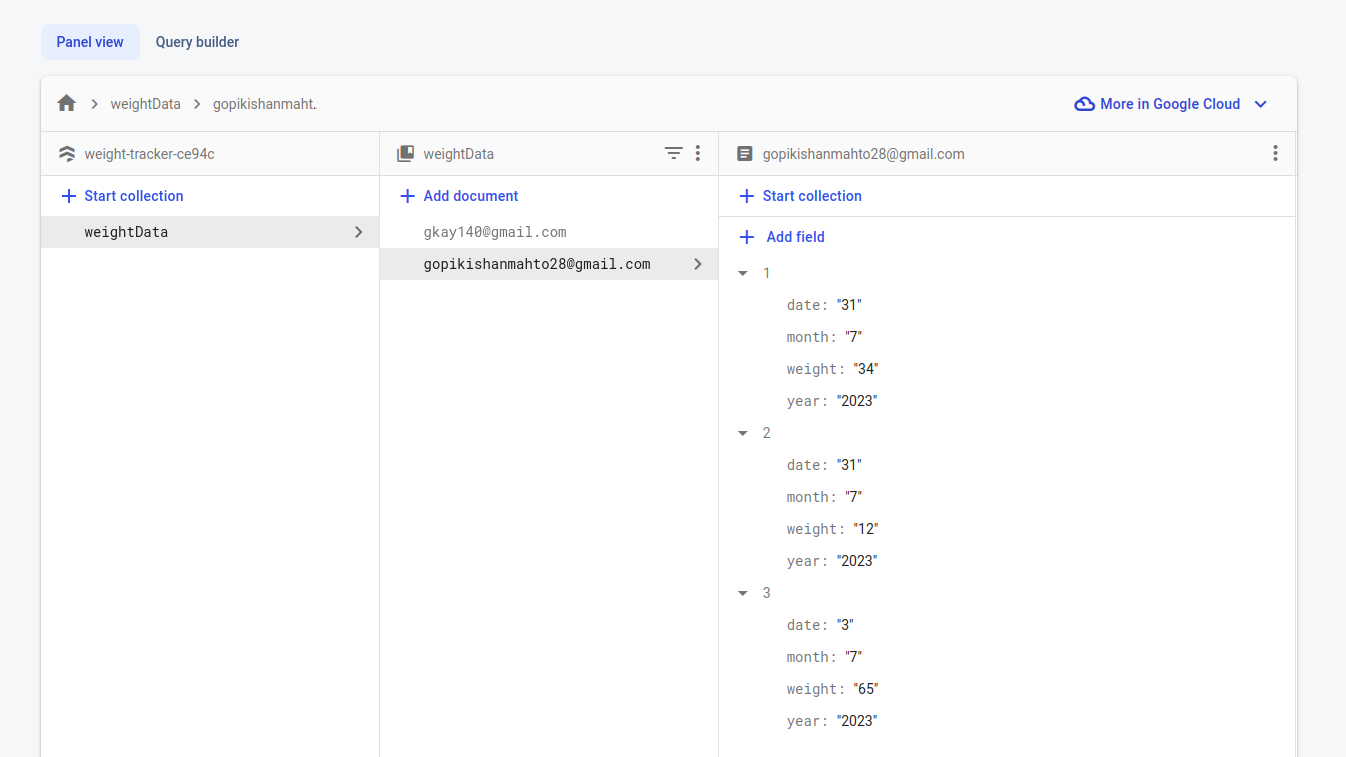 Panel view
Query builder
weightData
gopikishanmaht.
More in Google Cloud
weight-tracker-ce94c
Start collection
weightData
weightData
Add document
gkay140@gmail.com
gopikishanmahto28@gmail.com
gopikishanmahto28@gmail.com
Start collection
Add field
1
date: "31"
month: "7"
weight: "34"
year: "2023"
2
date: "31"
month: "7"
weight: "12"
year: "2023"
3
date: "3"
month: "7"
weight: "65"
year: "2023"